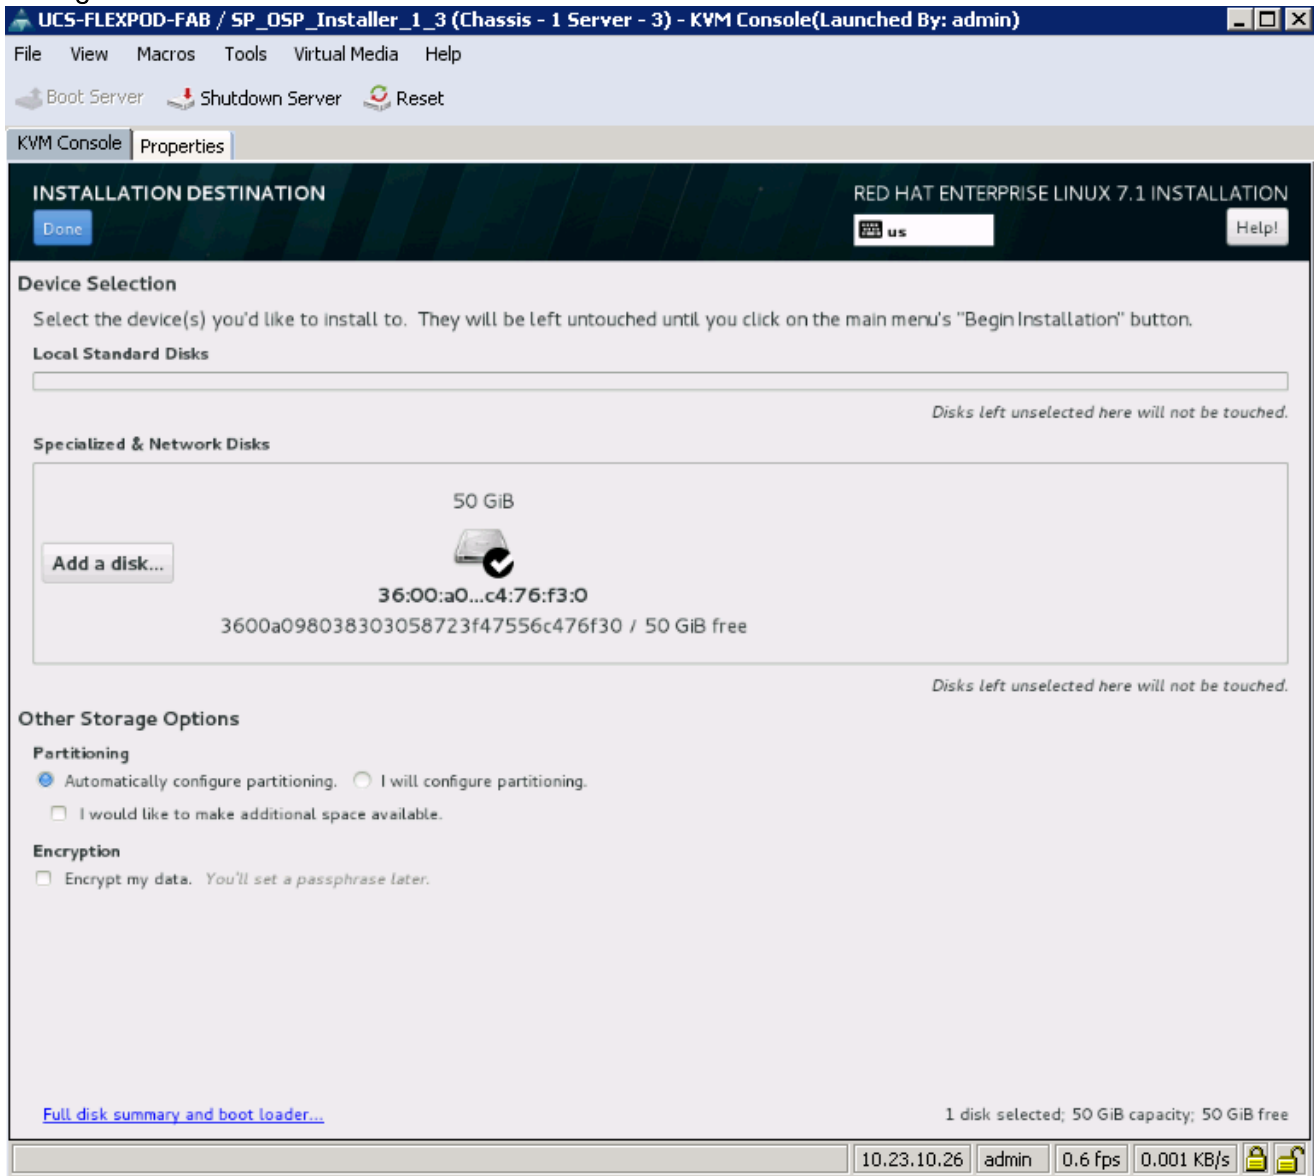 UCS-FLEXPOD-FAB / SP_OSP_Installer_1_3 (Chassis - 1 Server - 3) - KVM Console(Launched By: admin)
File View Macros Tools Virtual Media Help
Boot Server Shutdown Server Reset
KVM Console Properties
INSTALLATION DESTINATION RED HAT ENTERPRISE LINUX 7.1 INSTALLATION
Done us Help!
Device Selection
Select the device(s) you'd like to install to. They will be left untouched until you click on the main menu's "Begin Installation" button.
Local Standard Disks
Disks left unselected here will not be touched.
Specialized & Network Disks
50 GiB
Add a disk...
36:00:a0...c4:76:f3:0
3600a098038303058723f47556c476f30 / 50 GiB free
Disks left unselected here will not be touched.
Other Storage Options
Partitioning
Automatically configure partitioning. I will configure partitioning.
I would like to make additional space available.
Encryption
Encrypt my data. You'll set a passphrase later.
Full disk summary and boot loader... 1 disk selected; 50 GiB capacity; 50 GiB free
10.23.10.26 admin 0.6 fps 0.001 KB/s